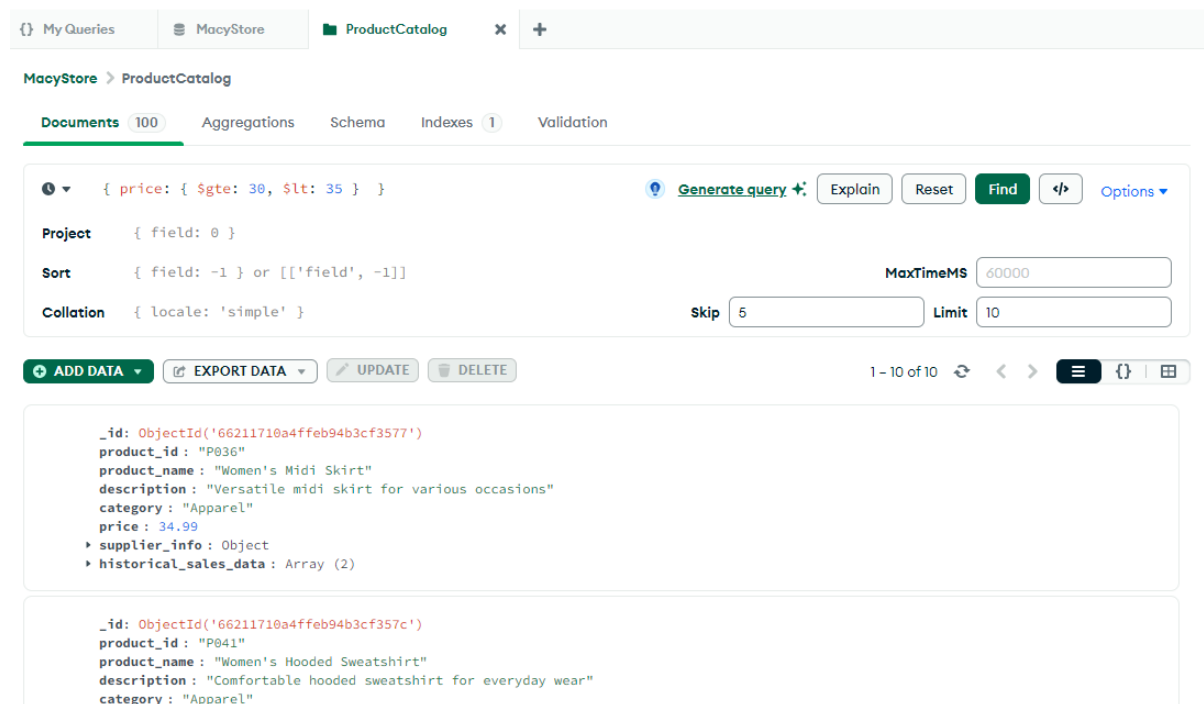 {} My Queries MacyStore ProductCatalog
MacyStore > ProductCatalog
Documents 100 Aggregations Schema Indexes 1 Validation
{ price: { $gte: 30, $lt: 35 } } Generate query Explain Reset Find </> Options
Project { field: 0 }
Sort { field: -1 } or [['field', -1]] MaxTimeMS 60000
Collation { locale: 'simple' } Skip 5 Limit 10
ADD DATA EXPORT DATA UPDATE DELETE 1 – 10 of 10 {}
_id: ObjectId('66211710a4ffeb94b3cf3577')
product_id : "P036"
product_name : "Women's Midi Skirt"
description : "Versatile midi skirt for various occasions"
category : "Apparel"
price : 34.99
supplier_info : Object
historical_sales_data : Array (2)
_id: ObjectId('66211710a4ffeb94b3cf357c')
product_id : "P041"
product_name : "Women's Hooded Sweatshirt"
description : "Comfortable hooded sweatshirt for everyday wear"
category : "Apparel"